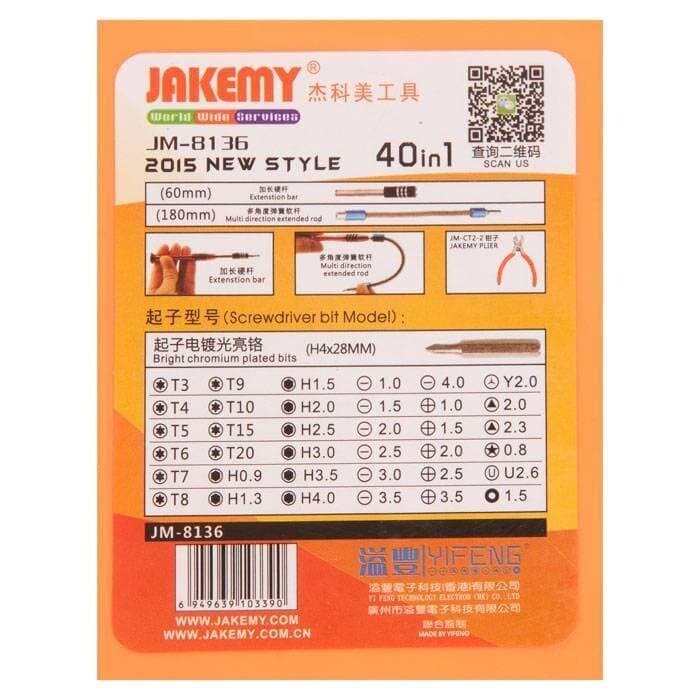 JAKEMY® 杰科美工具
World Wide Services
JM-8136
2015 NEW STYLE
40in1
查询二维码
SCAN US
(60mm) 加长硬杆
Extenstion bar
(180mm) 多角度弹簧软杆
Multi direction extended rod
加长硬杆
Extenstion bar
多角度弹簧软杆
Multi direction
extended rod
JM-CT2-2 钳子
JAKEMY PLIER
起子型号(Screwdriver bit Model):
起子电镀光亮铬
Bright chromium plated bits
(H4x28MM)
T3 T9 H1.5 1.0 4.0 Y2.0
T4 T10 H2.0 1.5 1.0 2.0
T5 T15 H2.5 2.0 1.5 2.3
T6 T20 H3.0 2.5 2.0 0.8
T7 H0.9 H3.5 3.0 2.5 U2.6
T8 H1.3 H4.0 3.5 3.5 1.5
JM-8136
6 949639 103390
WWW.JAKEMY.COM
WWW.JAKEMY.COM.CN
溢豐 YIFENG
溢豐電子科技(香港)有限公司
YI FENG TECHNOLOGY ELECTRON (HK) CO., LTD
廣州市溢豐電子科技有限公司
聯合監制
MADE BY YIFENG